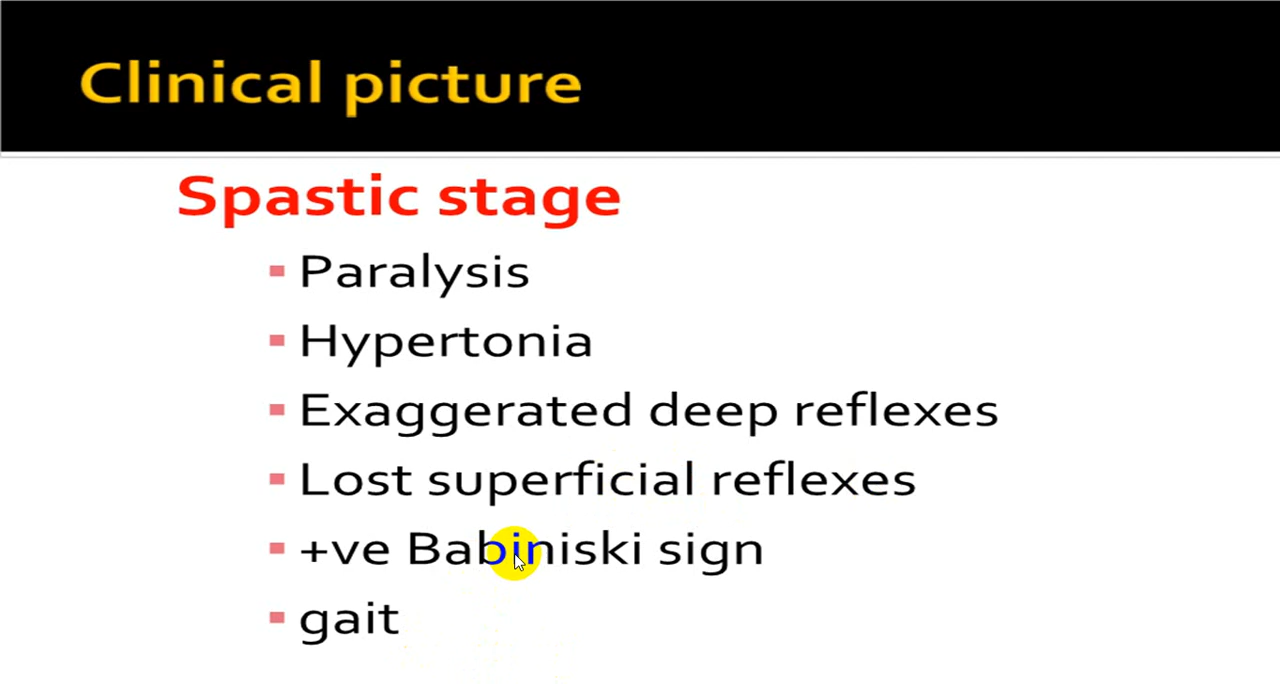 Clinical picture
Spastic stage
Paralysis
Hypertonia
Exaggerated deep reflexes
Lost superficial reflexes
+ve Babiniski sign
gait